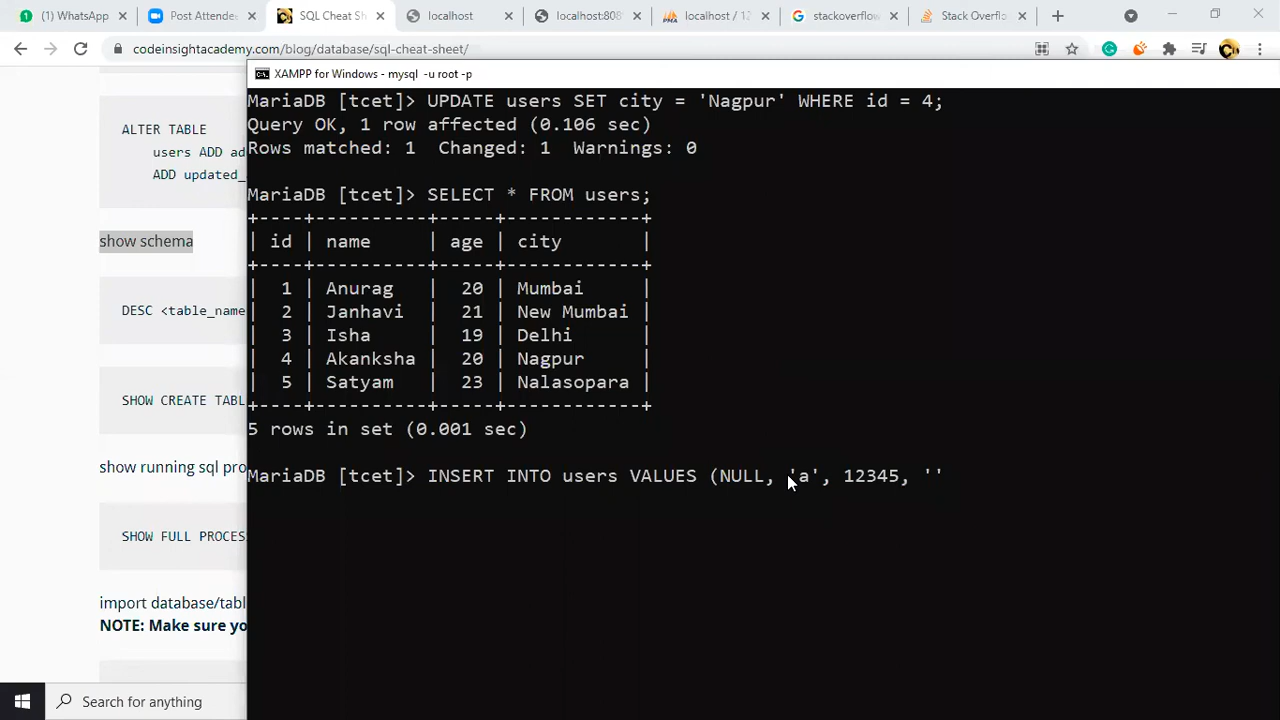 (1) WhatsApp
Post Attende
SQL Cheat Sh
localhost
localhost:808
localhost / 12
stackoverflow
Stack Overflo
codeinsightacademy.com/blog/database/sql-cheat-sheet/
ALTER TABLE
users ADD ad
ADD updated_
show schema
DESC <table_name
SHOW CREATE TABL
show running sql pro
SHOW FULL PROCES
import database/tabl
NOTE: Make sure yo
XAMPP for Windows - mysql -u root -p
MariaDB [tcet]> UPDATE users SET city = 'Nagpur' WHERE id = 4;
Query OK, 1 row affected (0.106 sec)
Rows matched: 1  Changed: 1  Warnings: 0
MariaDB [tcet]> SELECT * FROM users;
+----+----------+-----+------------+
| id | name     | age | city       |
+----+----------+-----+------------+
|  1 | Anurag   |  20 | Mumbai     |
|  2 | Janhavi  |  21 | New Mumbai |
|  3 | Isha     |  19 | Delhi      |
|  4 | Akanksha |  20 | Nagpur     |
|  5 | Satyam   |  23 | Nalasopara |
+----+----------+-----+------------+
5 rows in set (0.001 sec)
MariaDB [tcet]> INSERT INTO users VALUES (NULL, 'a', 12345, ''
Search for anything